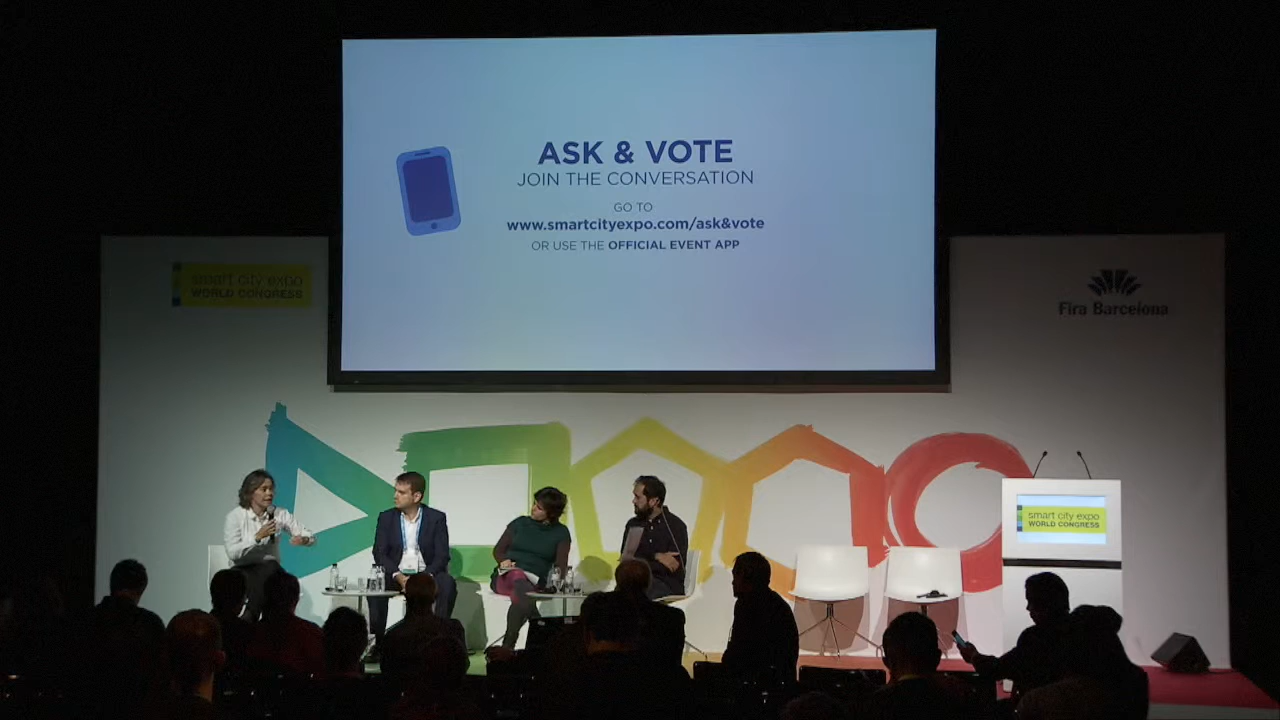 ASK & VOTE
JOIN THE CONVERSATION
GO TO
www.smartcityexpo.com/ask&vote
OR USE THE OFFICIAL EVENT APP
smart city expo
WORLD CONGRESS
Fira Barcelona
smart city expo
WORLD CONGRESS